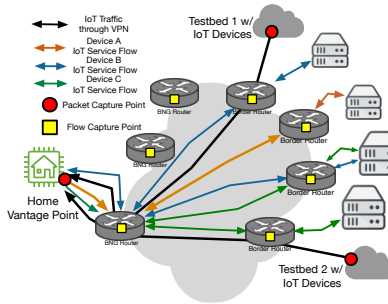 IoT Traffic
through VPN
Device A
IoT Service Flow
Device B
IoT Service Flow
Device C
IoT Service Flow
Packet Capture Point
Flow Capture Point
Testbed 1 w/
IoT Devices
BNG Router
Border Router
Border Router
BNG Router
Home
Vantage Point
Border Router
BNG Router
Border Router
Testbed 2 w/
IoT Devices